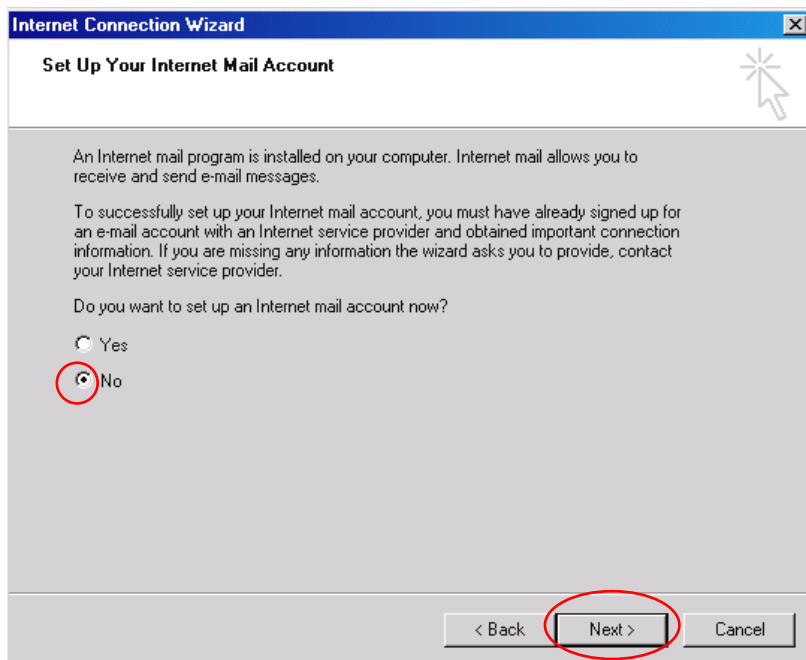 Internet Connection Wizard
Set Up Your Internet Mail Account
An Internet mail program is installed on your computer. Internet mail allows you to
receive and send e-mail messages.
To successfully set up your Internet mail account, you must have already signed up for
an e-mail account with an Internet service provider and obtained important connection
information. If you are missing any information the wizard asks you to provide, contact
your Internet service provider.
Do you want to set up an Internet mail account now?
Yes
No
< Back Next > Cancel